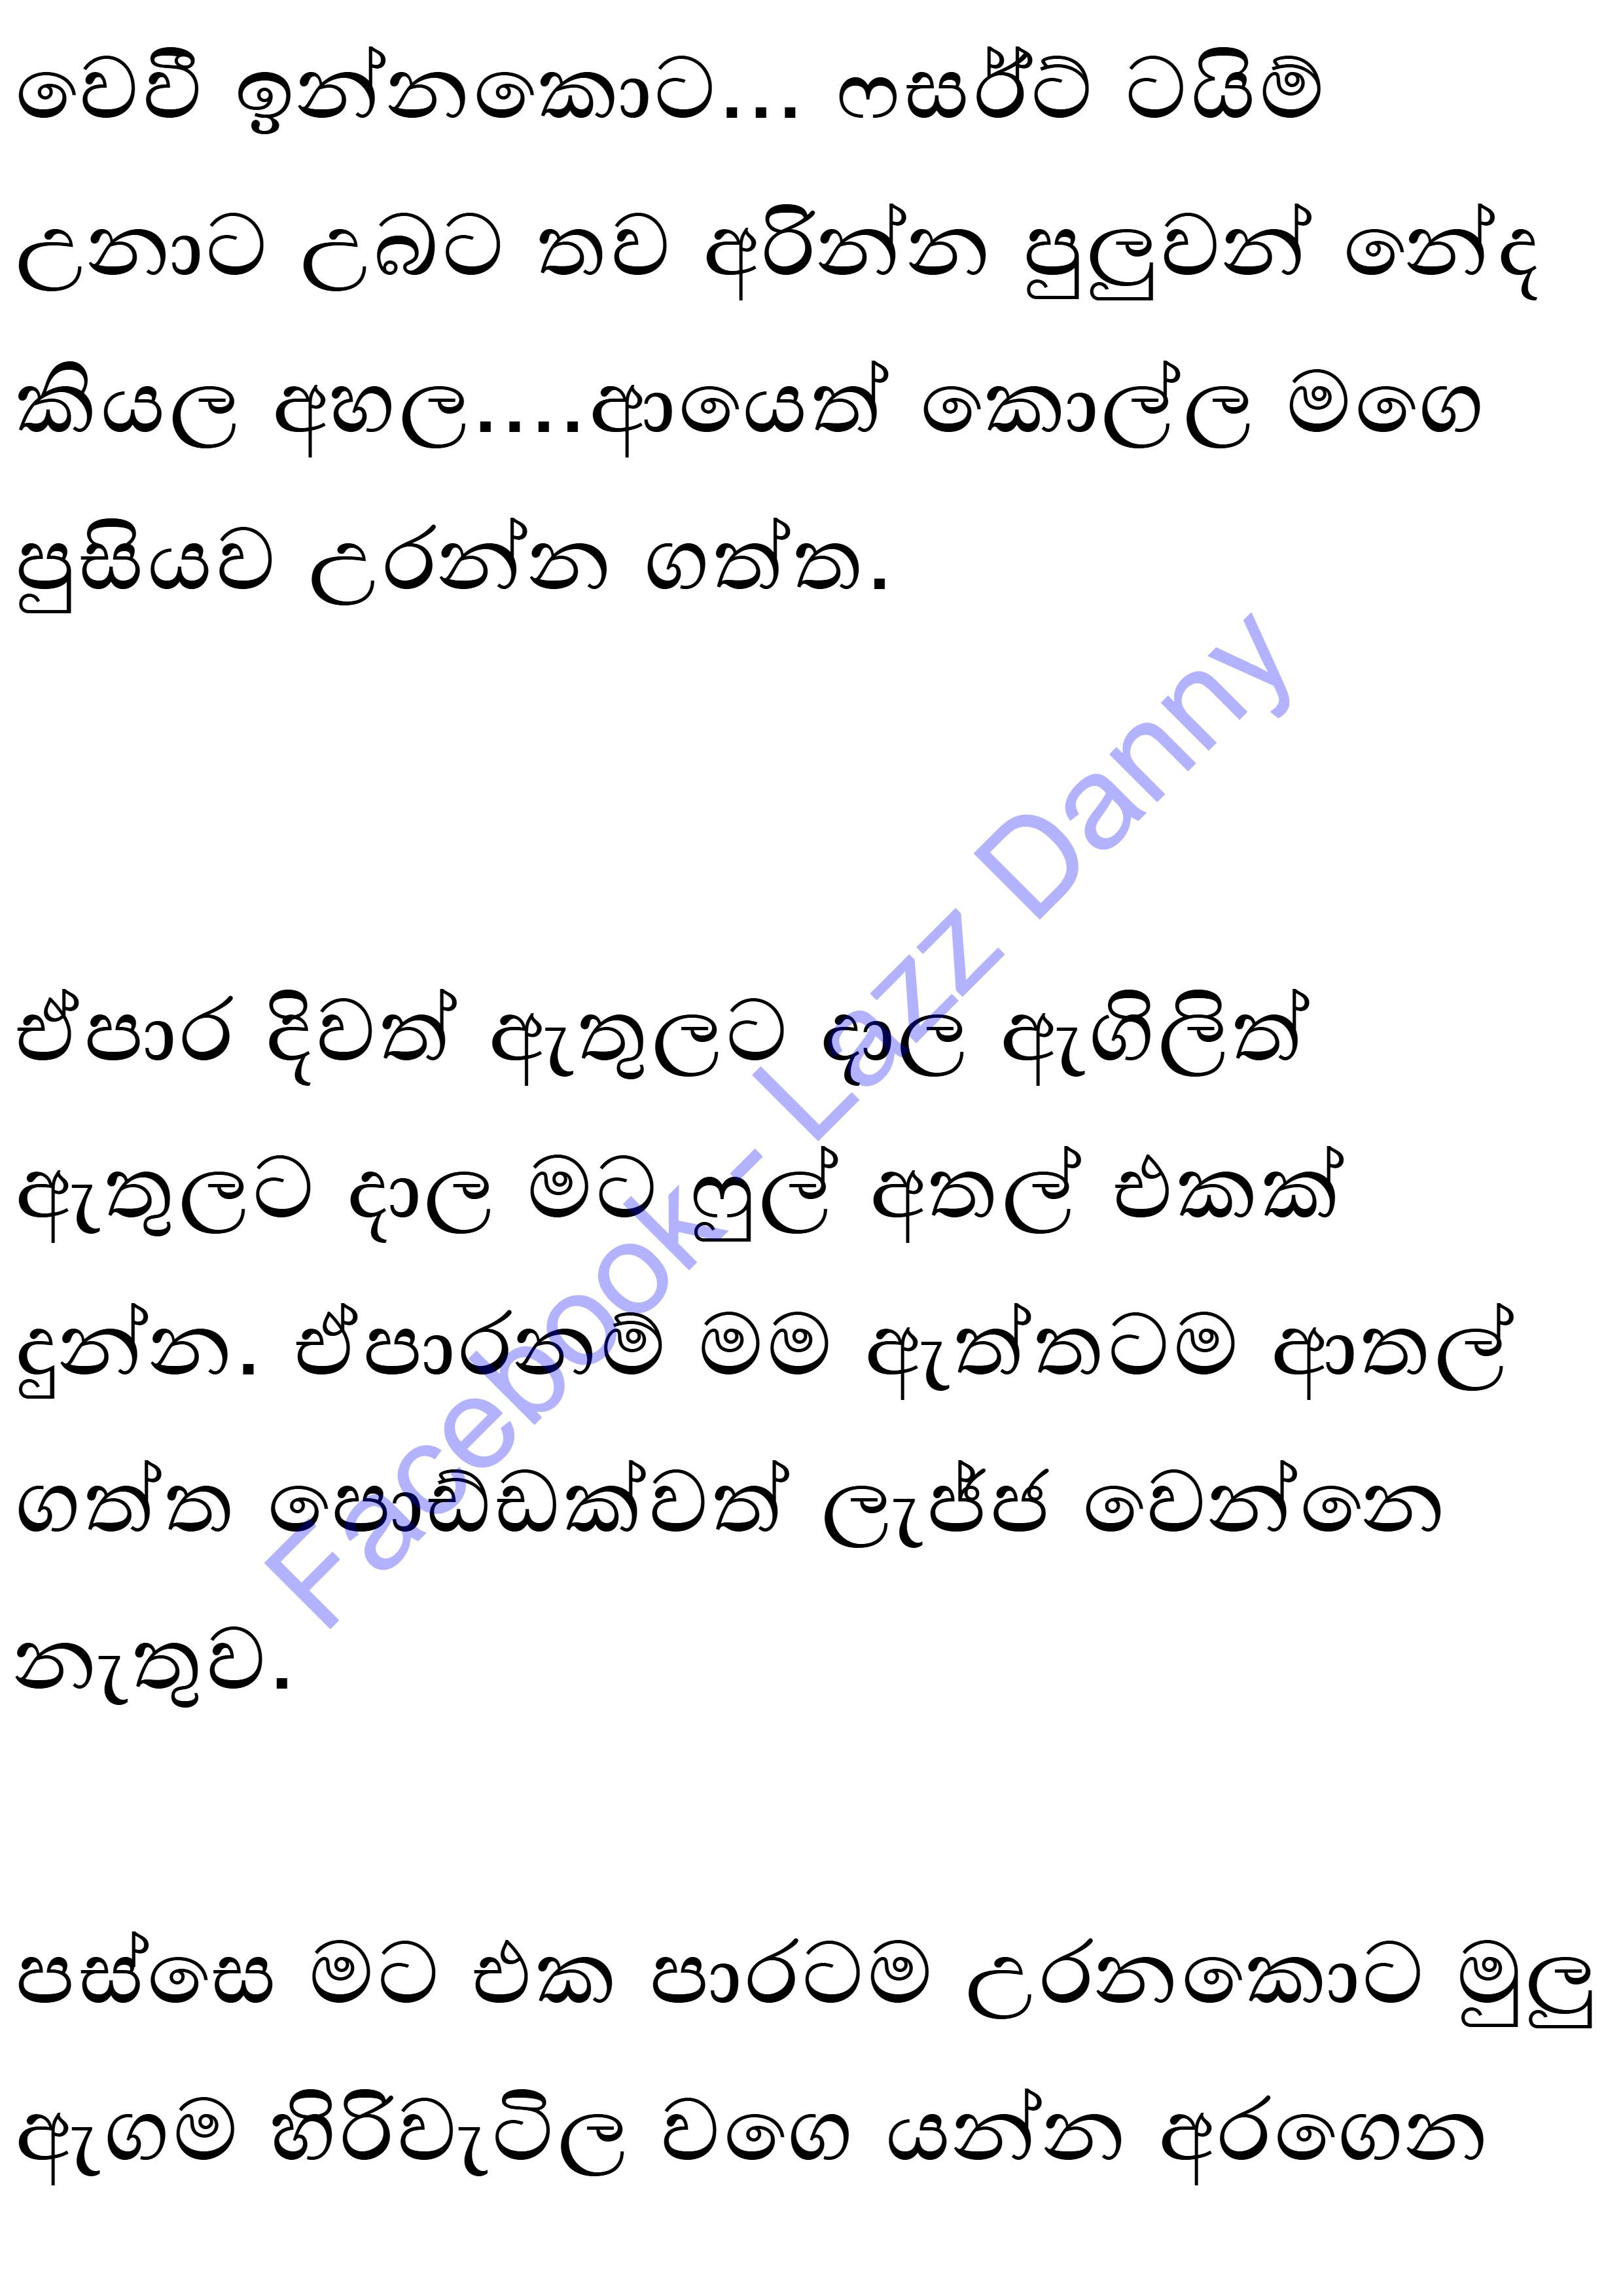 වෙවී ඉන්නකොට... ෆසර්ට් ටයිම්
උනාට උබට තව අරින්න පුලුවන් නේද
කියල අහල....ආයෙත් කොල්ල මගෙ
පුසියව උරන්න ගත්ත.
ඒපාර දිවත් ඇතුලට දාල ඇගිලිත්
ඇතුලට දාල මට ෆුල් අතල් එකක්
දුන්න. ඒපාරනම් මම ඇත්තටම ආතල්
ගත්ත පොඩ්ඩක්වත් ලැජ්ජ වෙන්නෙ
නැතුව.
පස්සෙ මට එක පාරටම උරනකොට මුලු
ඇගම හිරිවැටිල වගෙ යන්න අරගෙන
Facebook- Lazz Danny